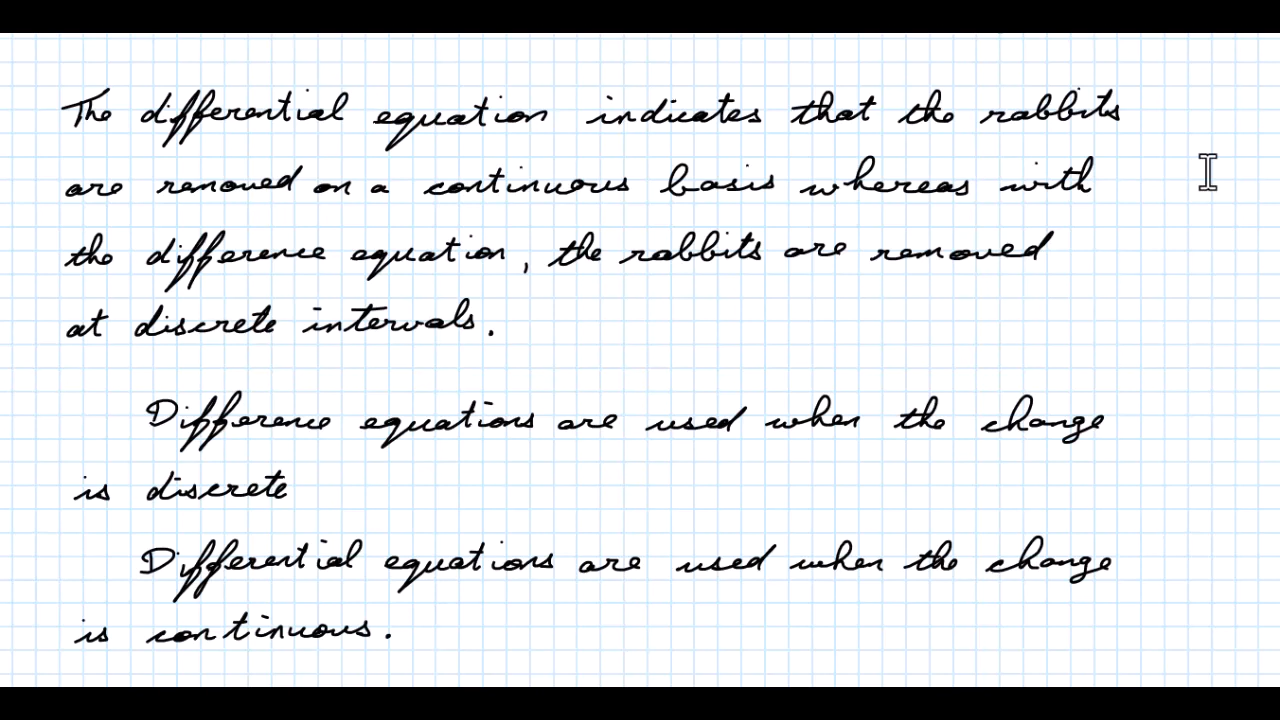 The differential equation indicates that the rabbits
are removed on a continuous basis whereas with
the difference equation, the rabbits are removed
at discrete intervals.
Difference equations are used when the change
is discrete
Differential equations are used when the change
is continuous.